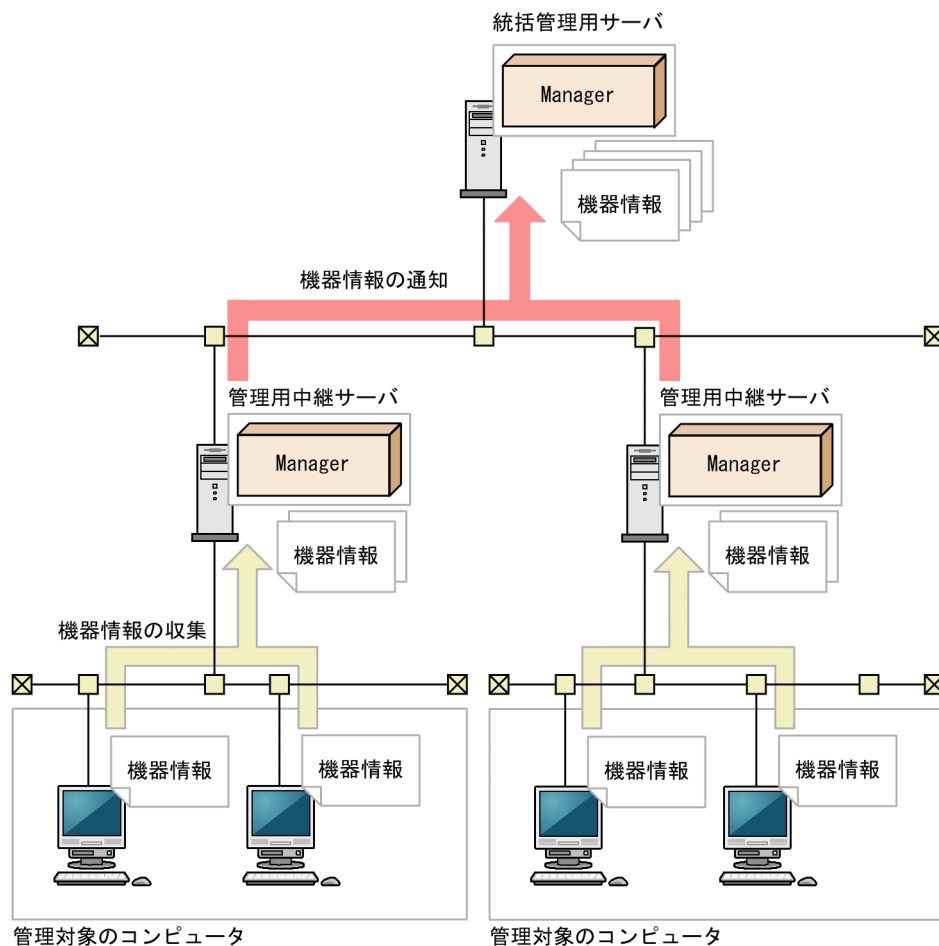 統括管理用サーバ
Manager
機器情報
機器情報の通知
管理用中継サーバ
管理用中継サーバ
Manager
Manager
機器情報
機器情報
機器情報の収集
機器情報
機器情報
機器情報
機器情報
管理対象のコンピュータ
管理対象のコンピュータ